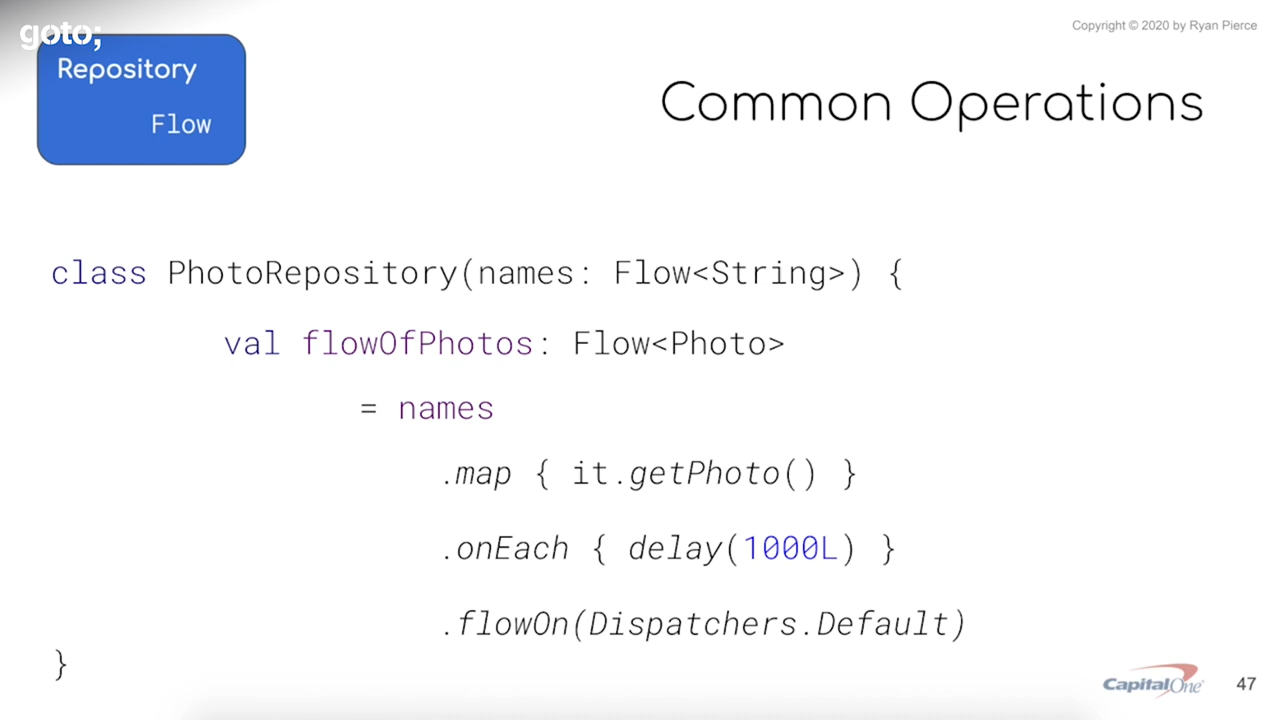 goto;
Copyright © 2020 by Ryan Pierce
Repository
Flow
Common Operations
class PhotoRepository(names: Flow<String>) {
val flowOfPhotos: Flow<Photo>
= names
.map { it.getPhoto() }
.onEach { delay(1000L) }
.flowOn(Dispatchers.Default)
}
CapitalOne
47